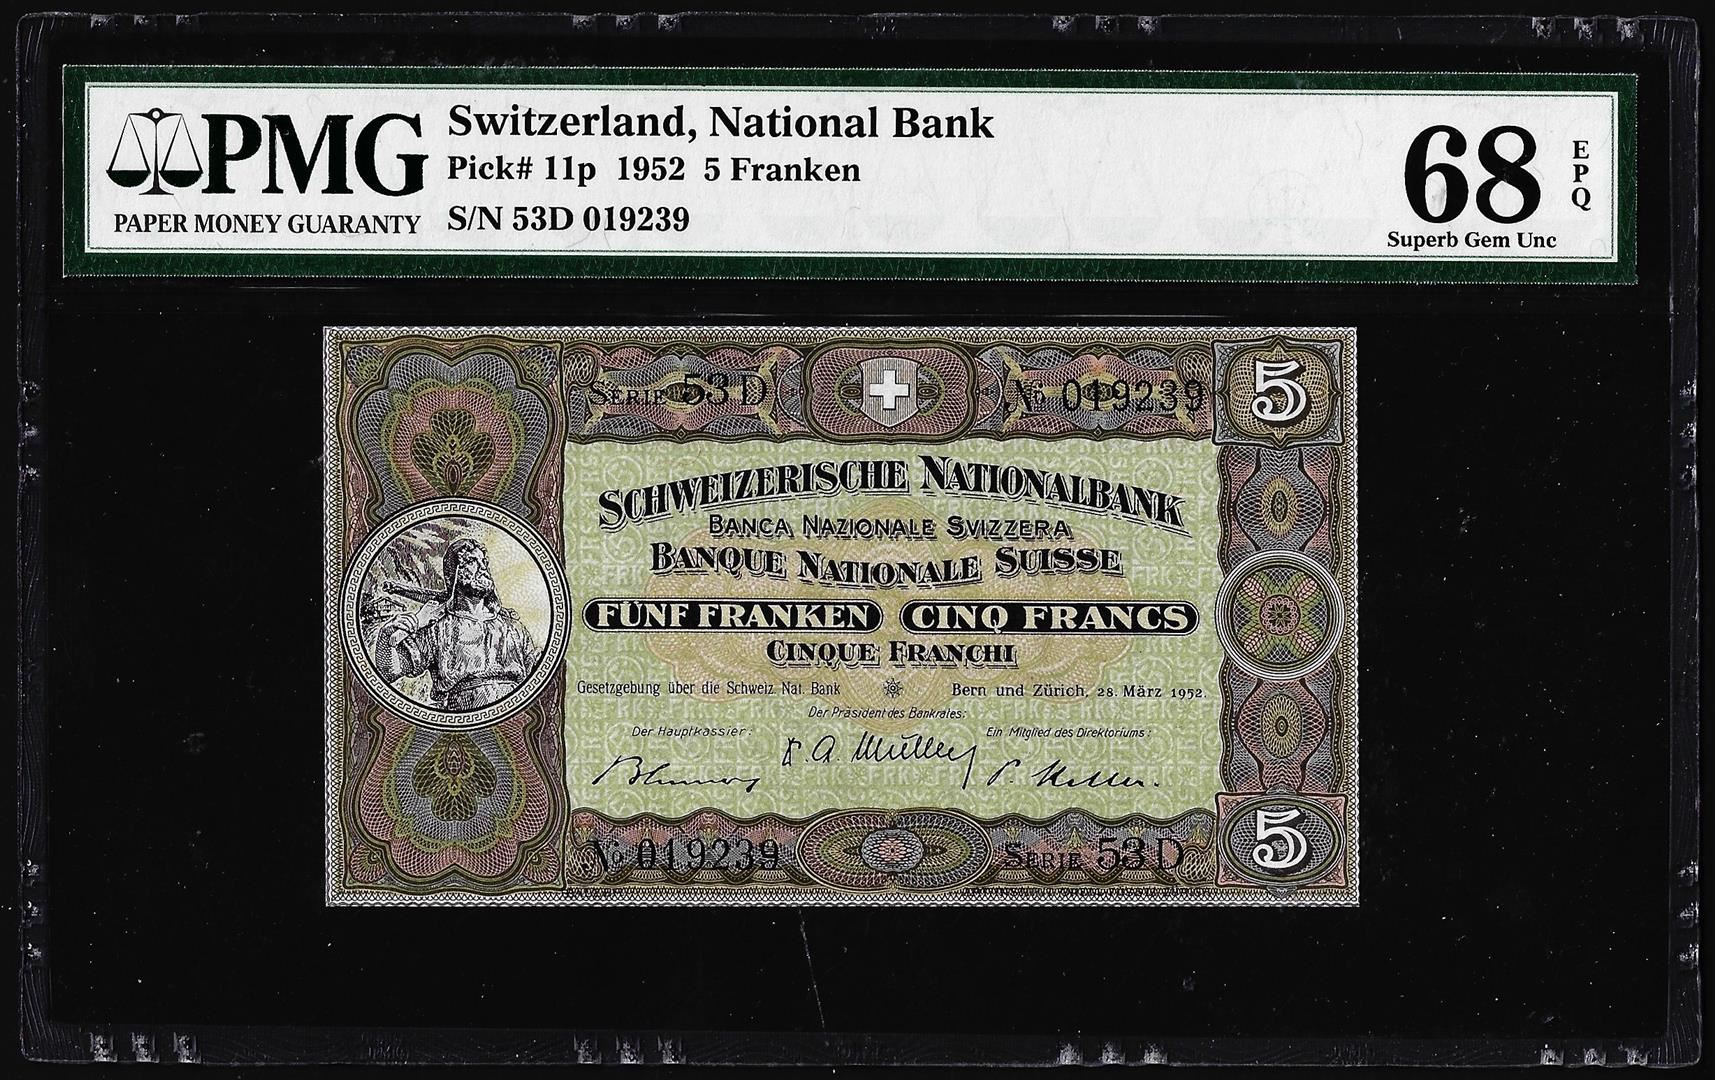 PMG
PAPER MONEY GUARANTY
Switzerland, National Bank
Pick# 11p 1952 5 Franken
S/N 53D 019239
68
EPQ
Superb Gem Unc
SERIE 53 D
No 019239
5
SCHWEIZERISCHE NATIONALBANK
BANCA NAZIONALE SVIZZERA
BANQUE NATIONALE SUISSE
FÜNF FRANKEN CINQ FRANCS
CINQUE FRANCHI
Gesetzgebung über die Schweiz. Nat. Bank
Bern und Zürich, 28. März 1952.
Der Präsident des Bankrates:
Der Hauptkassier:
Ein Mitglied des Direktoriums:
No 019239
SERIE 53 D
5